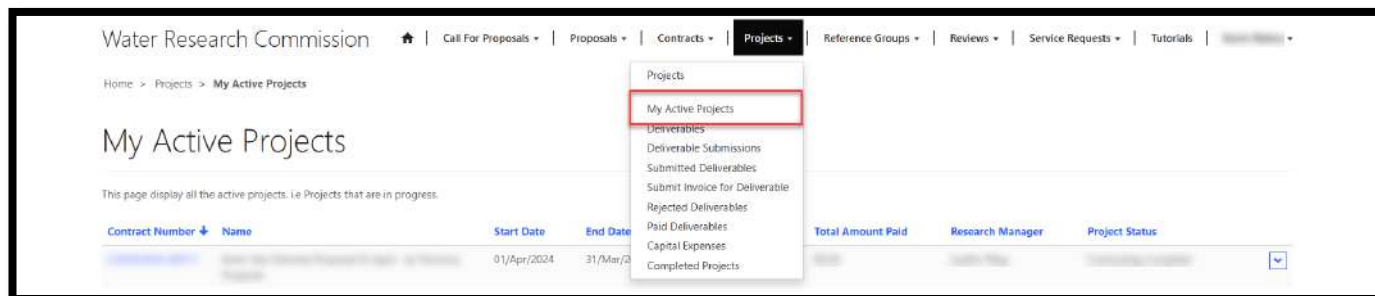 Water Research Commission | Call For Proposals | Proposals | Contracts | Projects | Reference Groups | Reviews | Service Requests | Tutorials |
Home > Projects > My Active Projects
Projects
My Active Projects
Deliverables
Deliverable Submissions
Submitted Deliverables
Submit Invoice for Deliverable
Rejected Deliverables
Paid Deliverables
Capital Expenses
Completed Projects
My Active Projects
This page display all the active projects. i.e Projects that are in progress.
Contract Number Name Start Date End Date Total Amount Paid Research Manager Project Status
01/Apr/2024 31/Mar/2